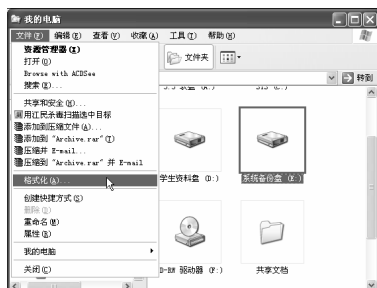 我的电脑
文件(F) 编辑(E) 查看(V) 收藏(A) 工具(T) 帮助(H)
资源管理器(X)
打开(O)
Browse with ACDSee
搜索(E)...
共享和安全(H)...
用江民杀毒扫描选中目标
添加到压缩文件(A)...
添加到 "Archive.rar"(T)
压缩并 E-mail...
压缩到 "Archive.rar" 并 E-mail
格式化(A)...
创建快捷方式(S)
删除(D)
重命名(M)
属性(R)
我的电脑
关闭(C)
文件夹
转到
学生资料盘 (D:)
系统备份盘 (E:)
D-RW 驱动器 (F:)
共享文档